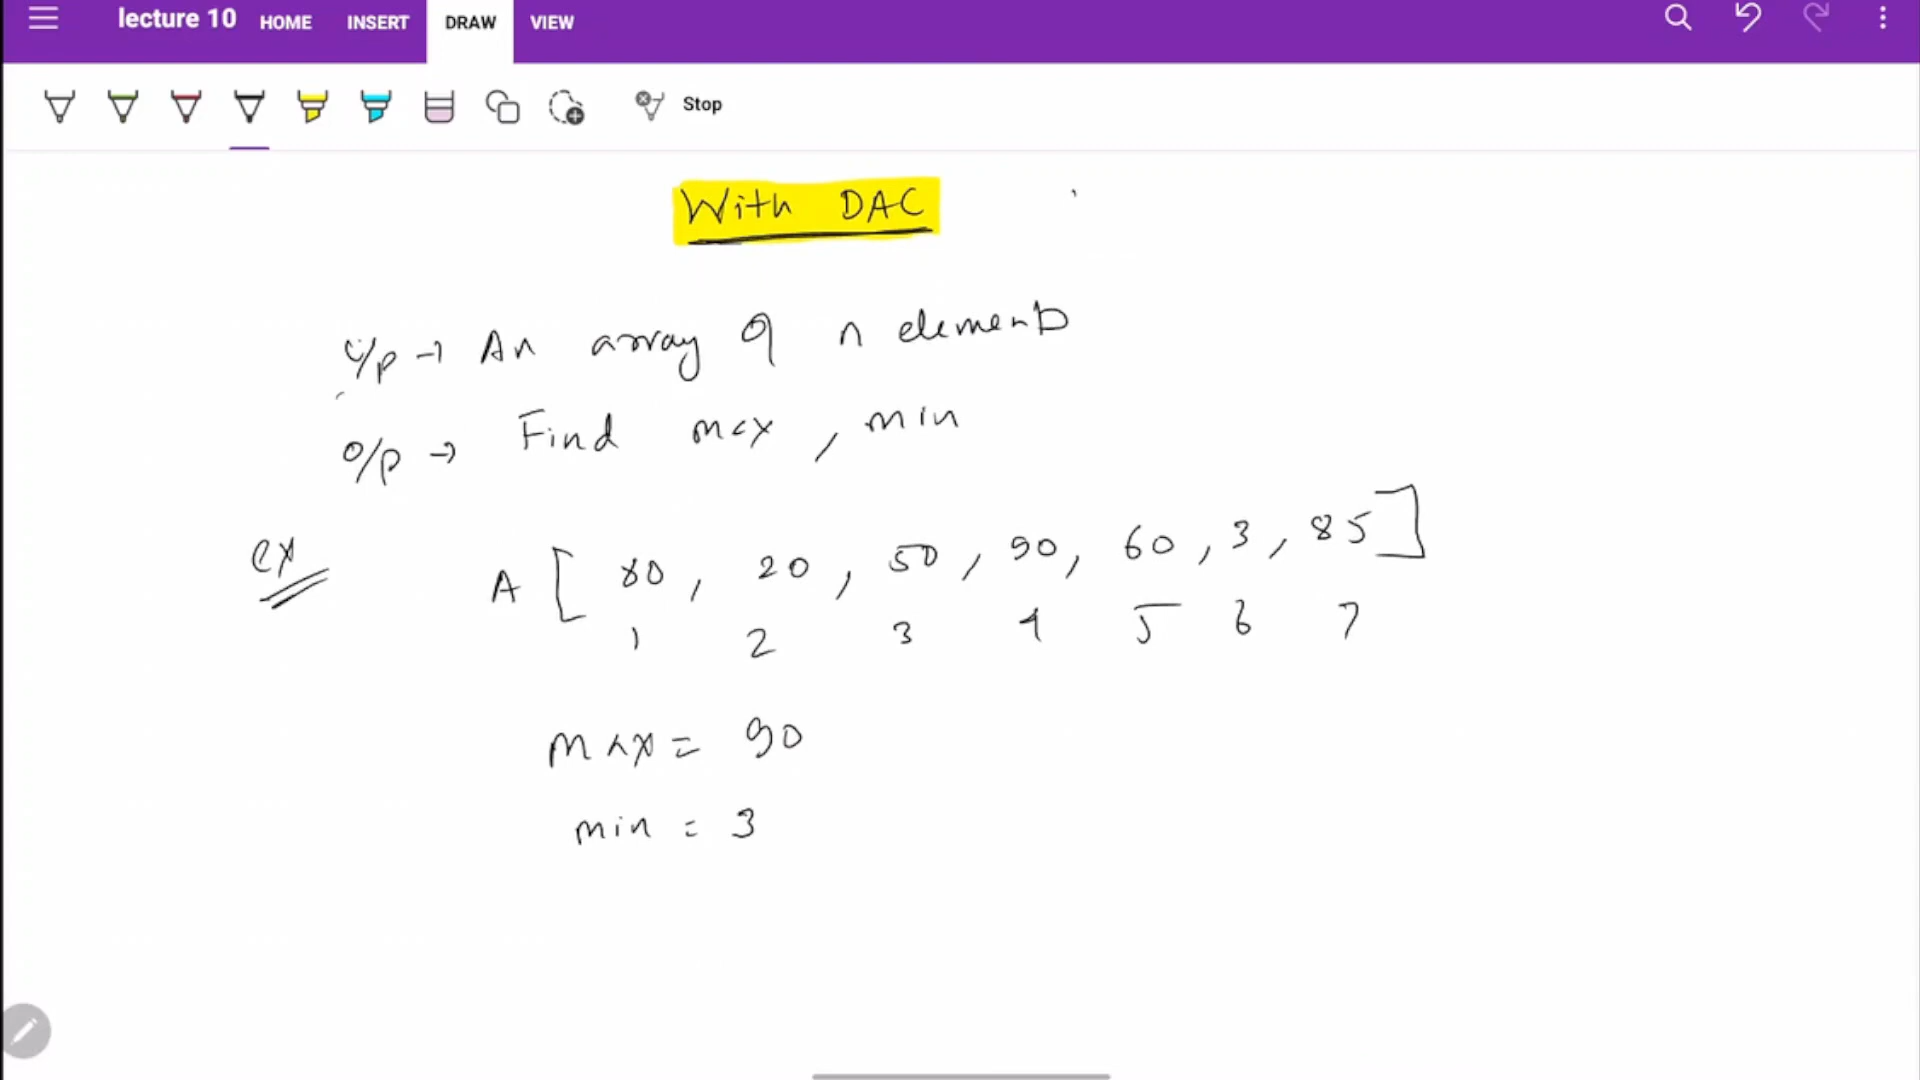 lecture 10 HOME INSERT DRAW VIEW
Stop
With DAC
i/p → An array of n elements
o/p → Find max, min
ex
A [ 80, 20, 50, 90, 60, 3, 85 ]
1 2 3 4 5 6 7
max = 90
min = 3